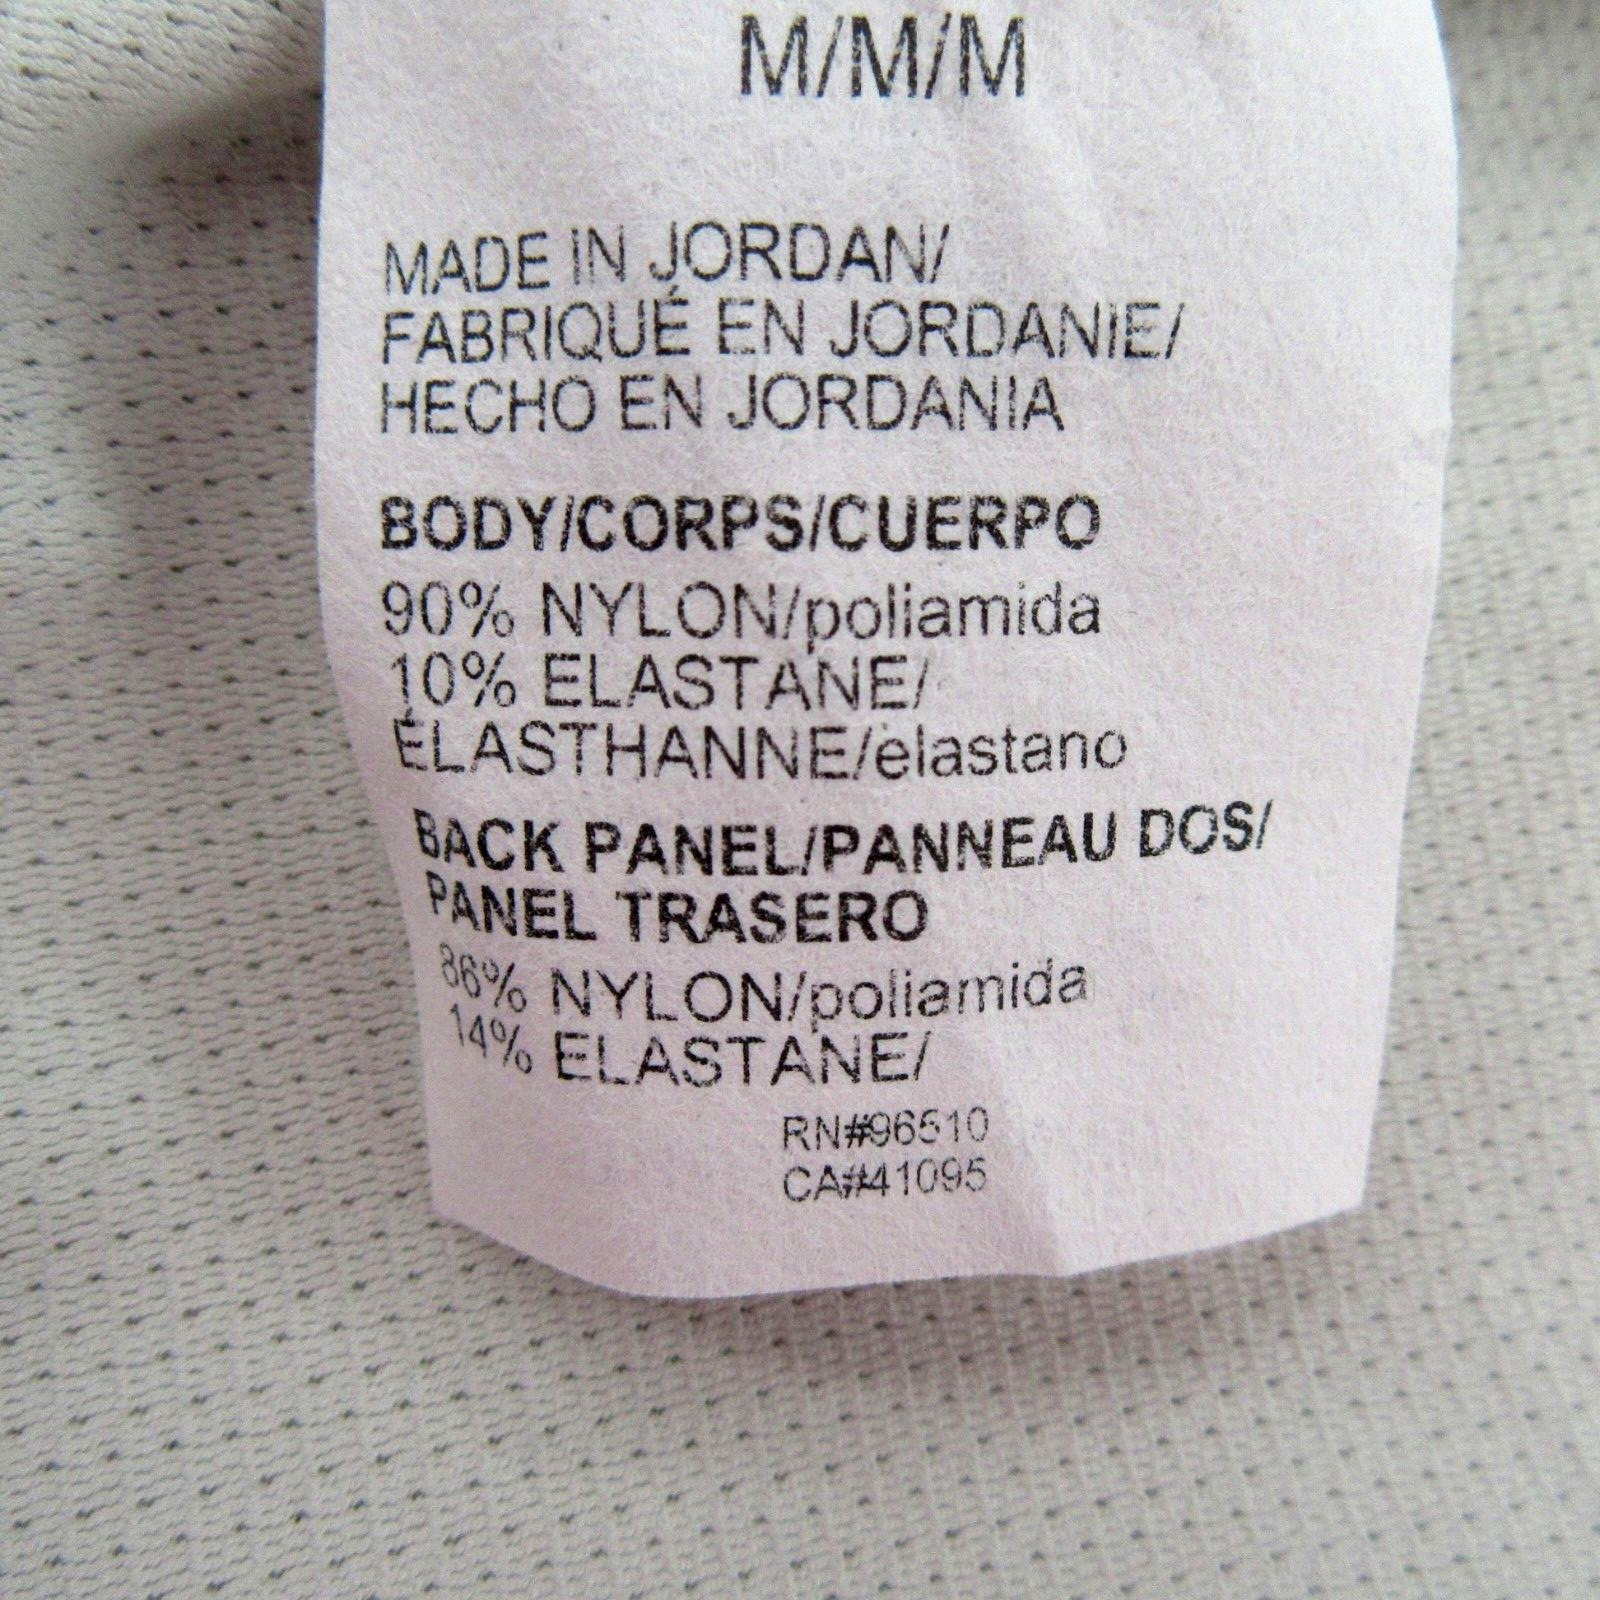 M/M/M
MADE IN JORDAN/
FABRIQUÉ EN JORDANIE/
HECHO EN JORDANIA
BODY/CORPS/CUERPO
90% NYLON/poliamida
10% ELASTANE/
ÉLASTHANNE/elastano
BACK PANEL/PANNEAU DOS/
PANEL TRASERO
86% NYLON/poliamida
14% ELASTANE/
RN#96510
CA#41095